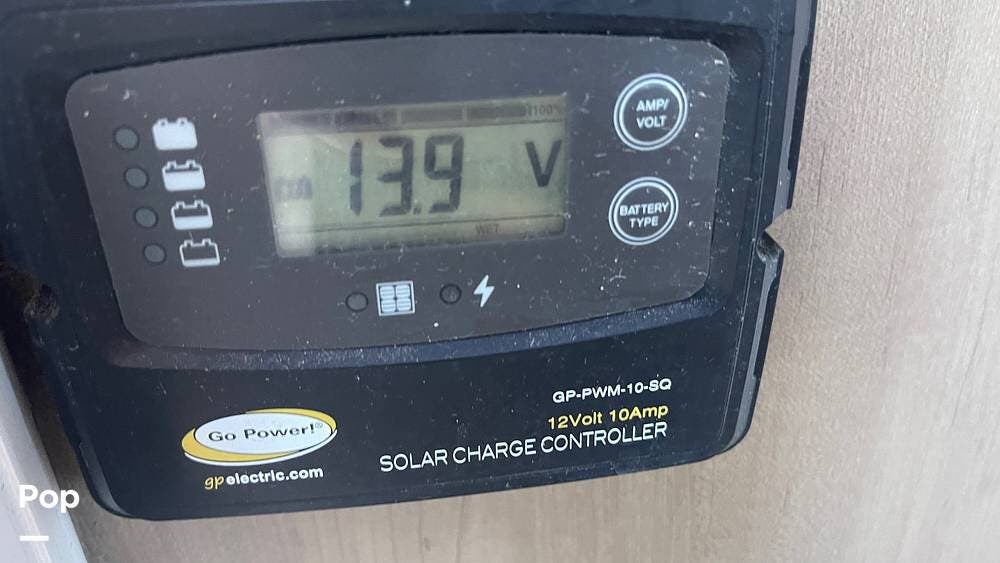 100%
13.9 V
WET
AMP/
VOLT
BATTERY
TYPE
GP-PWM-10-SQ
12Volt 10Amp
SOLAR CHARGE CONTROLLER
Go Power!®
gpelectric.com
Pop